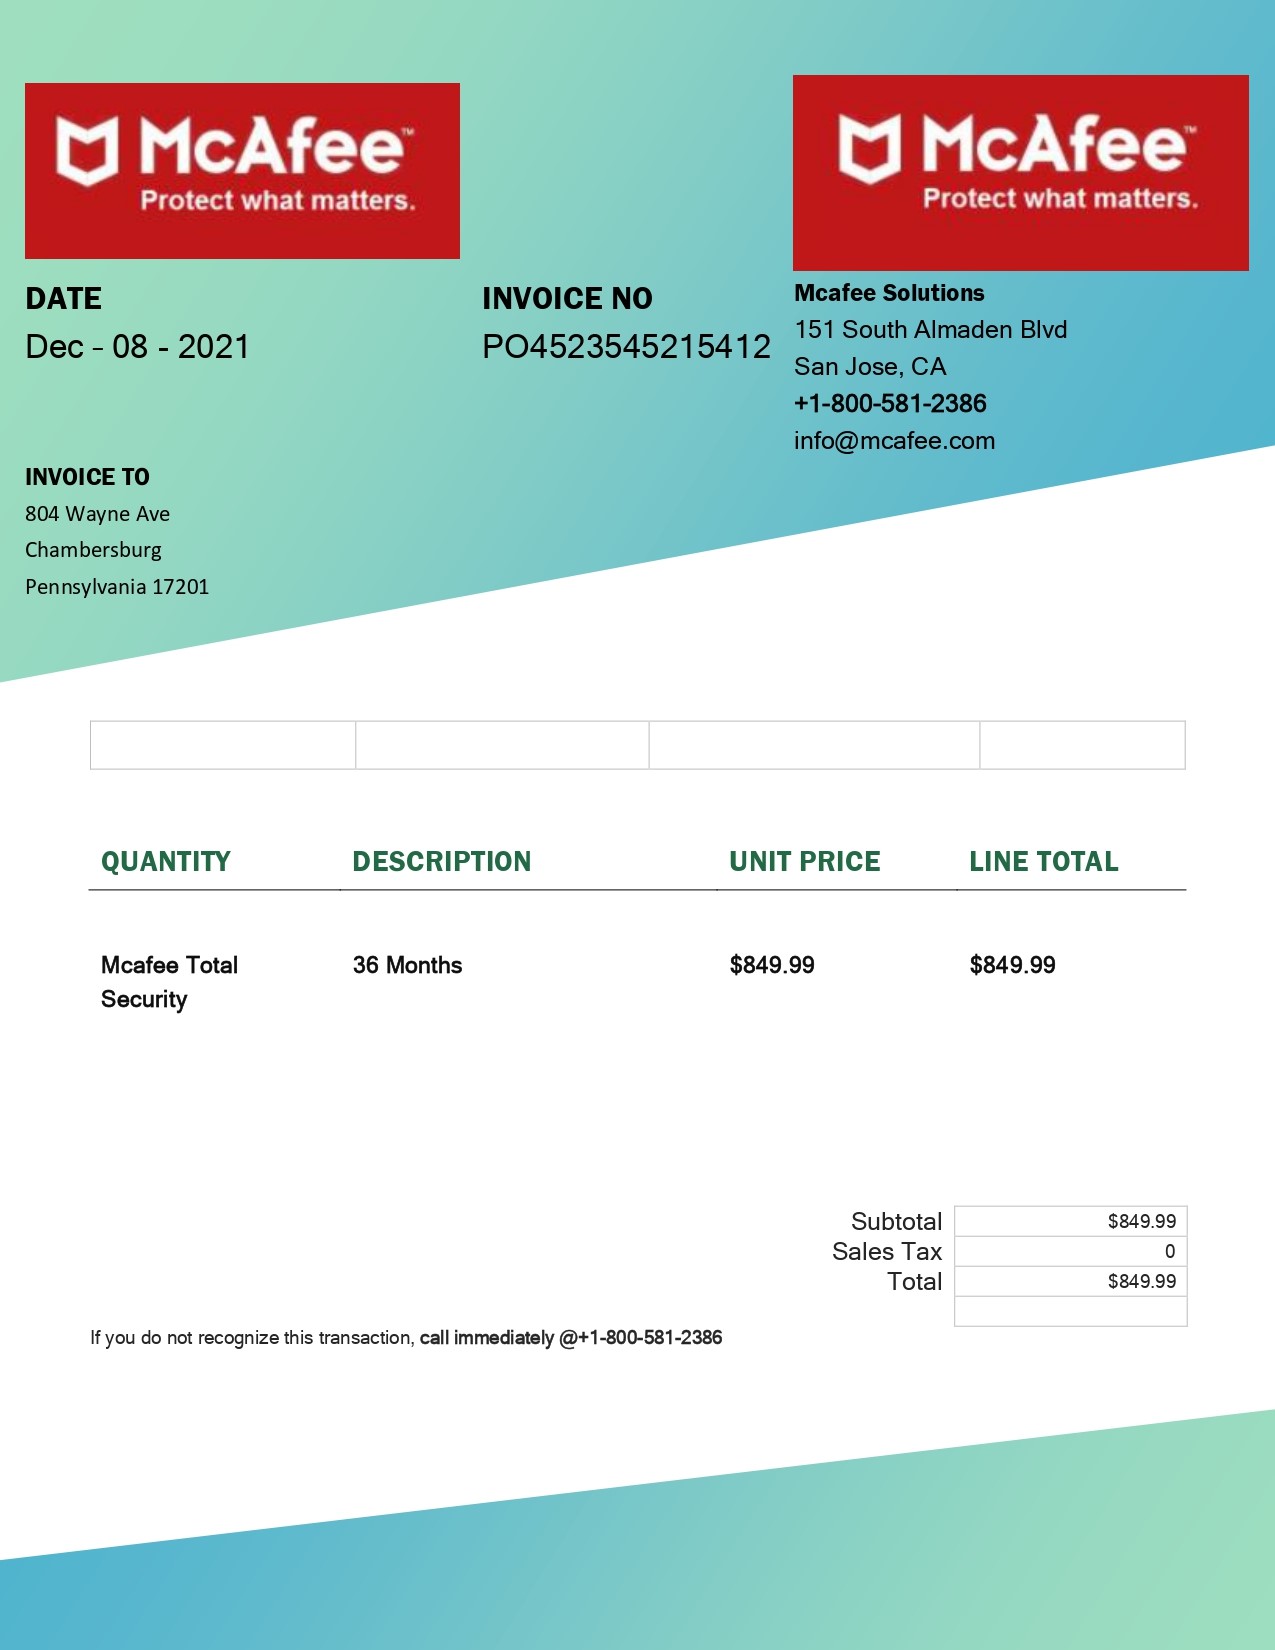 McAfee™
Protect what matters.
McAfee™
Protect what matters.
DATE
Dec - 08 - 2021
INVOICE NO
PO4523545215412
Mcafee Solutions
151 South Almaden Blvd
San Jose, CA
+1-800-581-2386
info@mcafee.com
INVOICE TO
804 Wayne Ave
Chambersburg
Pennsylvania 17201
QUANTITY DESCRIPTION UNIT PRICE LINE TOTAL
Mcafee Total 36 Months $849.99 $849.99
Security
Subtotal $849.99
Sales Tax 0
Total $849.99
If you do not recognize this transaction, call immediately @+1-800-581-2386